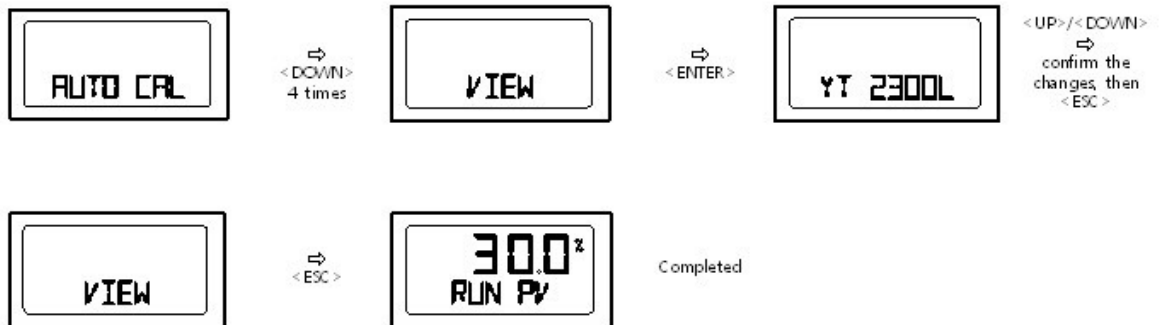 AUTO CAL
⇨
<DOWN>
4 times
VIEW
⇨
<ENTER>
YT 2300L
<UP>/<DOWN>
⇨
confirm the
changes, then
<ESC>
VIEW
⇨
<ESC>
30.0%
RUN PV
Completed